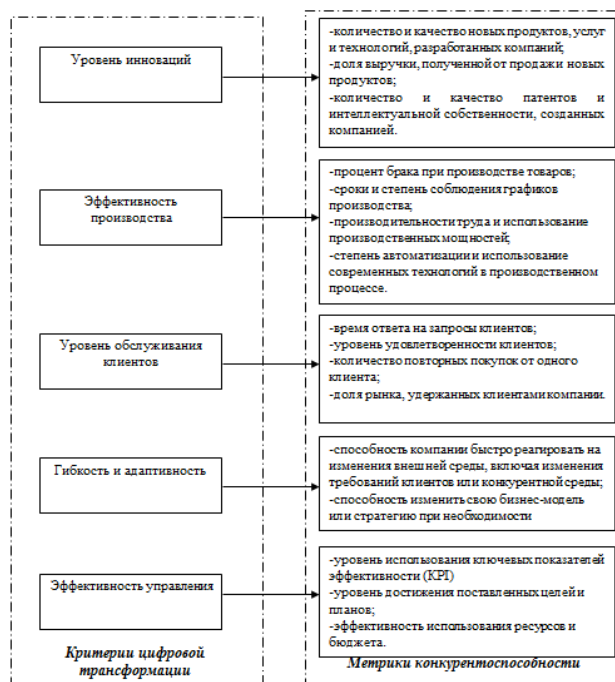 Уровень инноваций
-количество и качество новых продуктов, услуг
и технологий, разработанных компаний;
-доля выручки, полученной от продажи новых
продуктов;
-количество и качество патентов и
интеллектуальной собственности, созданных
компанией.
Эффективность
производства
-процент брака при производстве товаров;
-сроки и степень соблюдения графиков
производства;
-производительности труда и использование
производственных мощностей;
-степень автоматизации и использование
современных технологий в производственном
процессе.
Уровень обслуживания
клиентов
-время ответа на запросы клиентов;
-уровень удовлетворенности клиентов;
-количество повторных покупок от одного
клиента;
-доля рынка, удержанных клиентами компании.
Гибкость и адаптивность
-способность компании быстро реагировать на
изменения внешней среды, включая изменения
требований клиентов или конкурентной среды;
-способность изменить свою бизнес-модель
или стратегию при необходимости
Эффективность управления
-уровень использования ключевых показателей
эффективности (KPI)
-уровень достижения поставленных целей и
планов;
-эффективность использования ресурсов и
бюджета.
Критерии цифровой
трансформации
Метрики конкурентоспособности